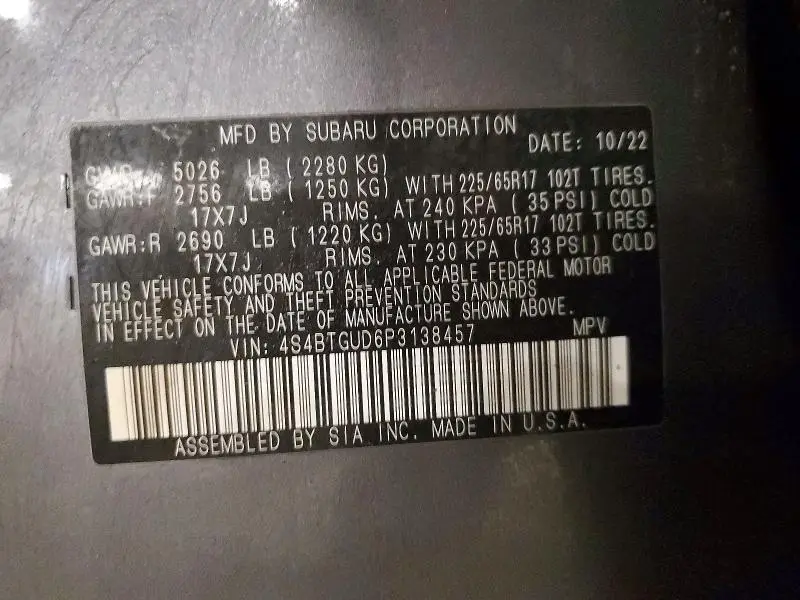 MFD BY SUBARU CORPORATION DATE: 10/22
GVWR 5026 LB ( 2280 KG)
GAWR:F 2756 LB ( 1250 KG) WITH 225/65R17 102T TIRES.
17X7J RIMS. AT 240 KPA ( 35 PSI) COLD
GAWR:R 2690 LB ( 1220 KG) WITH 225/65R17 102T TIRES.
17X7J RIMS. AT 230 KPA ( 33 PSI) COLD
THIS VEHICLE CONFORMS TO ALL APPLICABLE FEDERAL MOTOR
VEHICLE SAFETY AND THEFT PREVENTION STANDARDS
IN EFFECT ON THE DATE OF MANUFACTURE SHOWN ABOVE.
VIN: 4S4BTGUD6P3138457 MPV
ASSEMBLED BY SIA INC. MADE IN U.S.A.